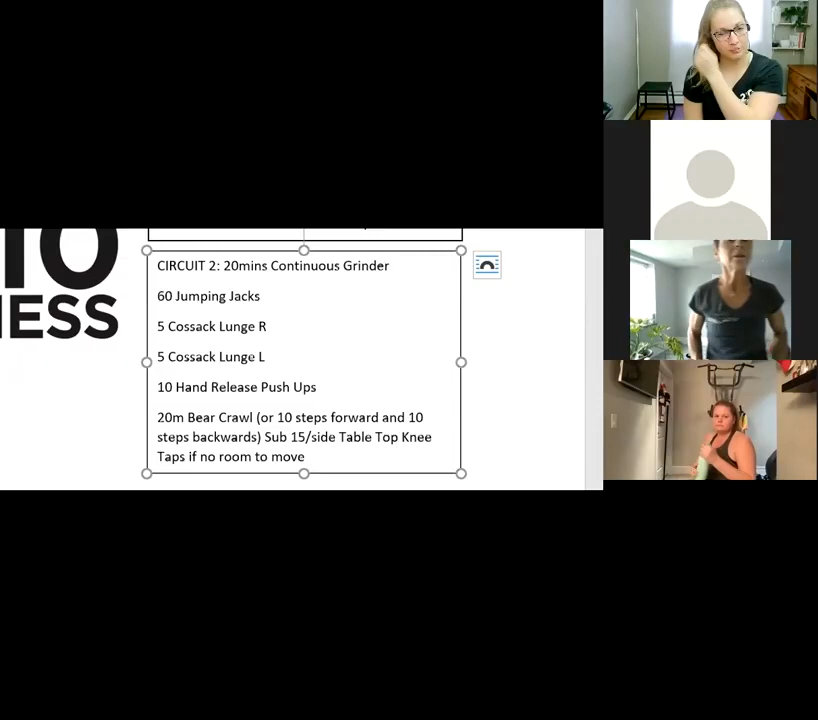 IO
NESS
CIRCUIT 2: 20mins Continuous Grinder
60 Jumping Jacks
5 Cossack Lunge R
5 Cossack Lunge L
10 Hand Release Push Ups
20m Bear Crawl (or 10 steps forward and 10
steps backwards) Sub 15/side Table Top Knee
Taps if no room to move